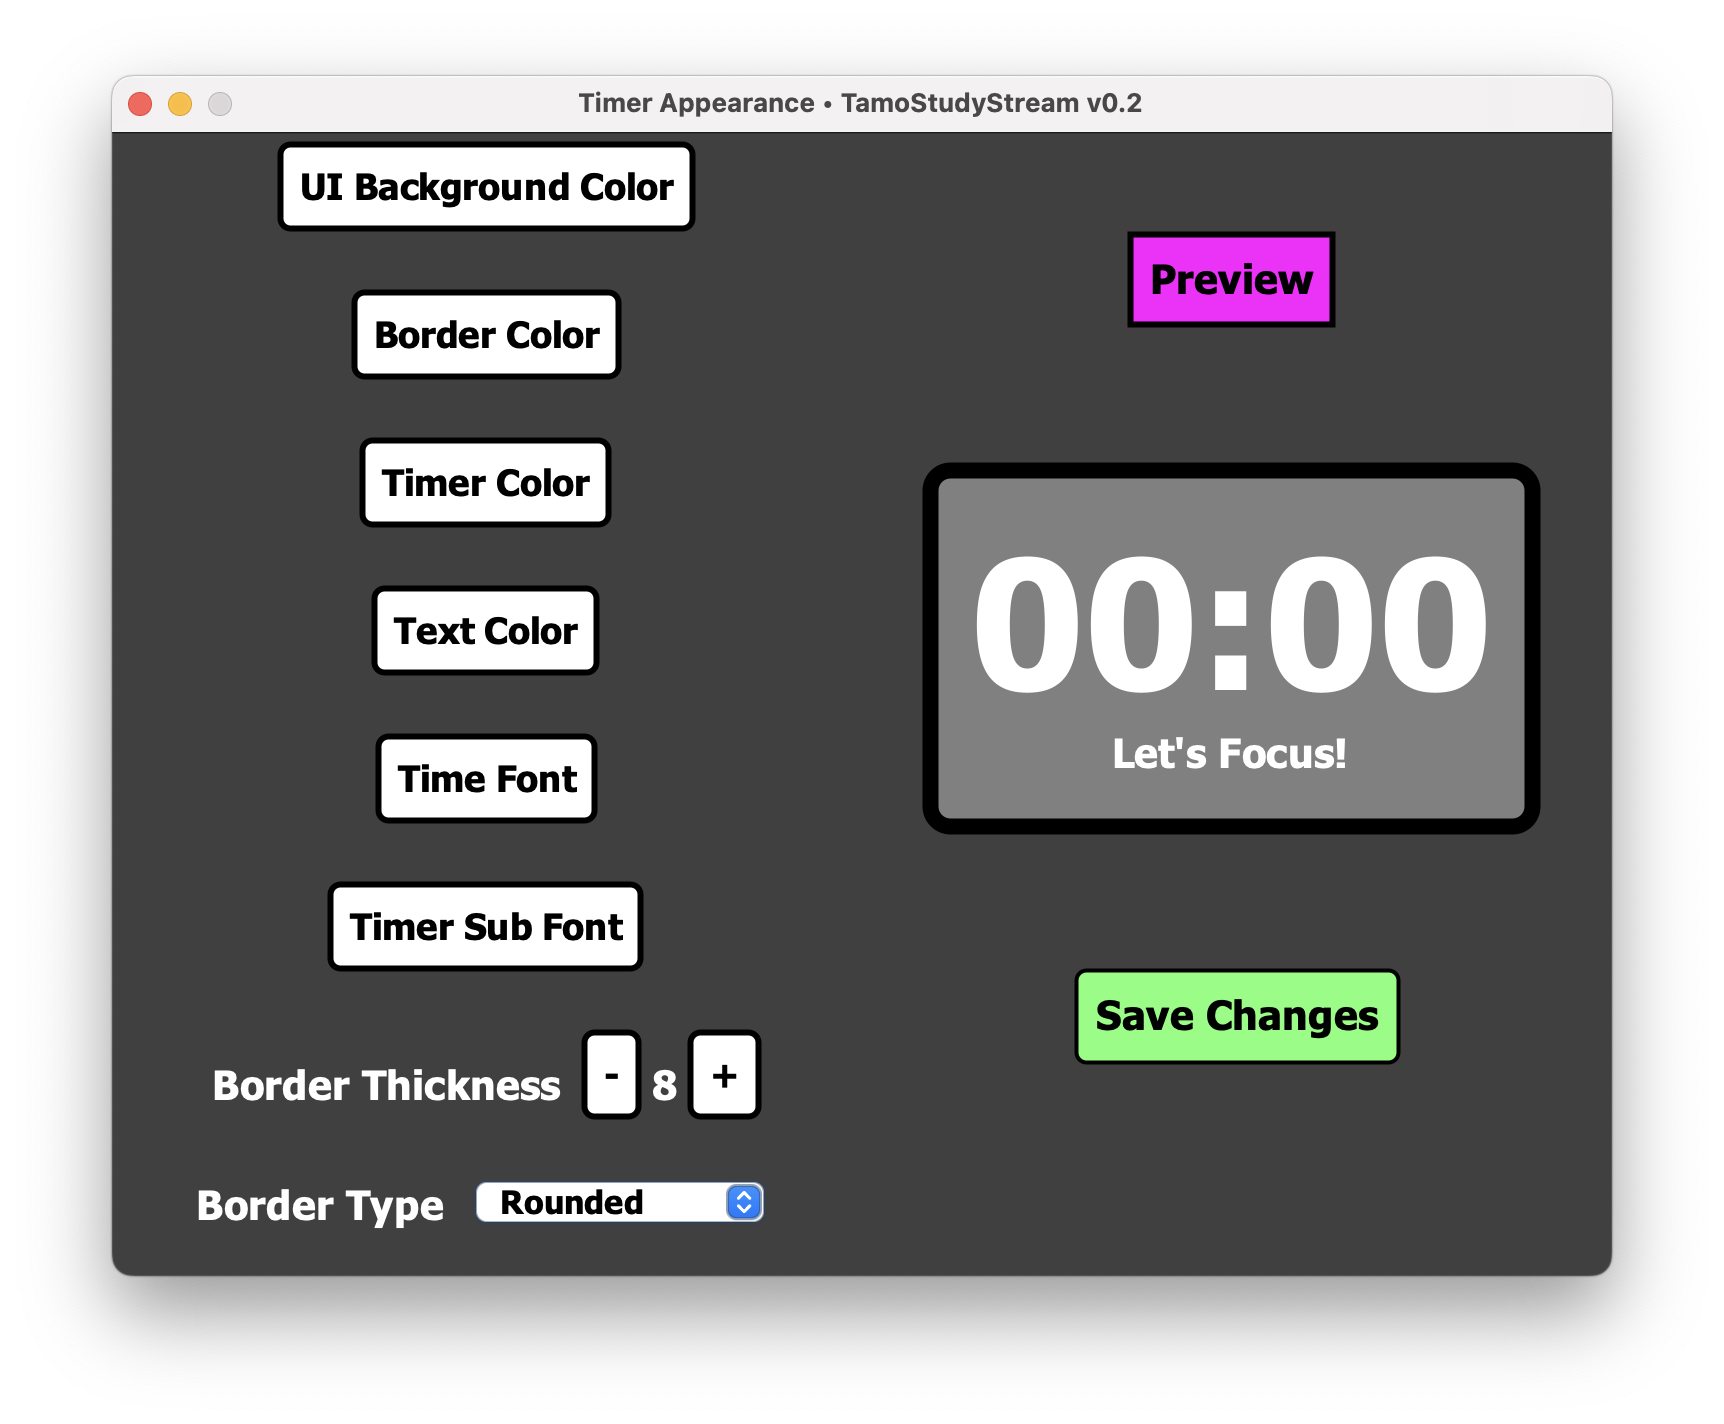 Timer Appearance • TamoStudyStream v0.2
UI Background Color
Border Color
Timer Color
Text Color
Time Font
Timer Sub Font
Border Thickness - 8 +
Border Type Rounded
Preview
00:00
Let's Focus!
Save Changes